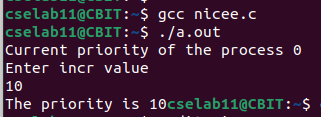 cselab11@CBIT:~$ gcc nicee.c
cselab11@CBIT:~$ ./a.out
Current priority of the process 0
Enter incr value
10
The priority is 10cselab11@CBIT:~$